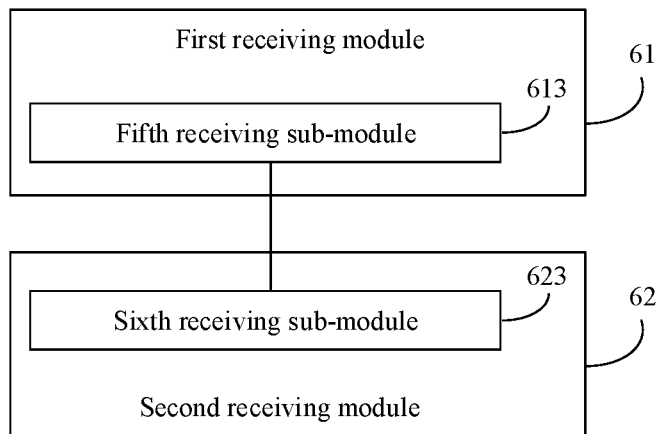 First receiving module
61
613
Fifth receiving sub-module
623
Sixth receiving sub-module
62
Second receiving module